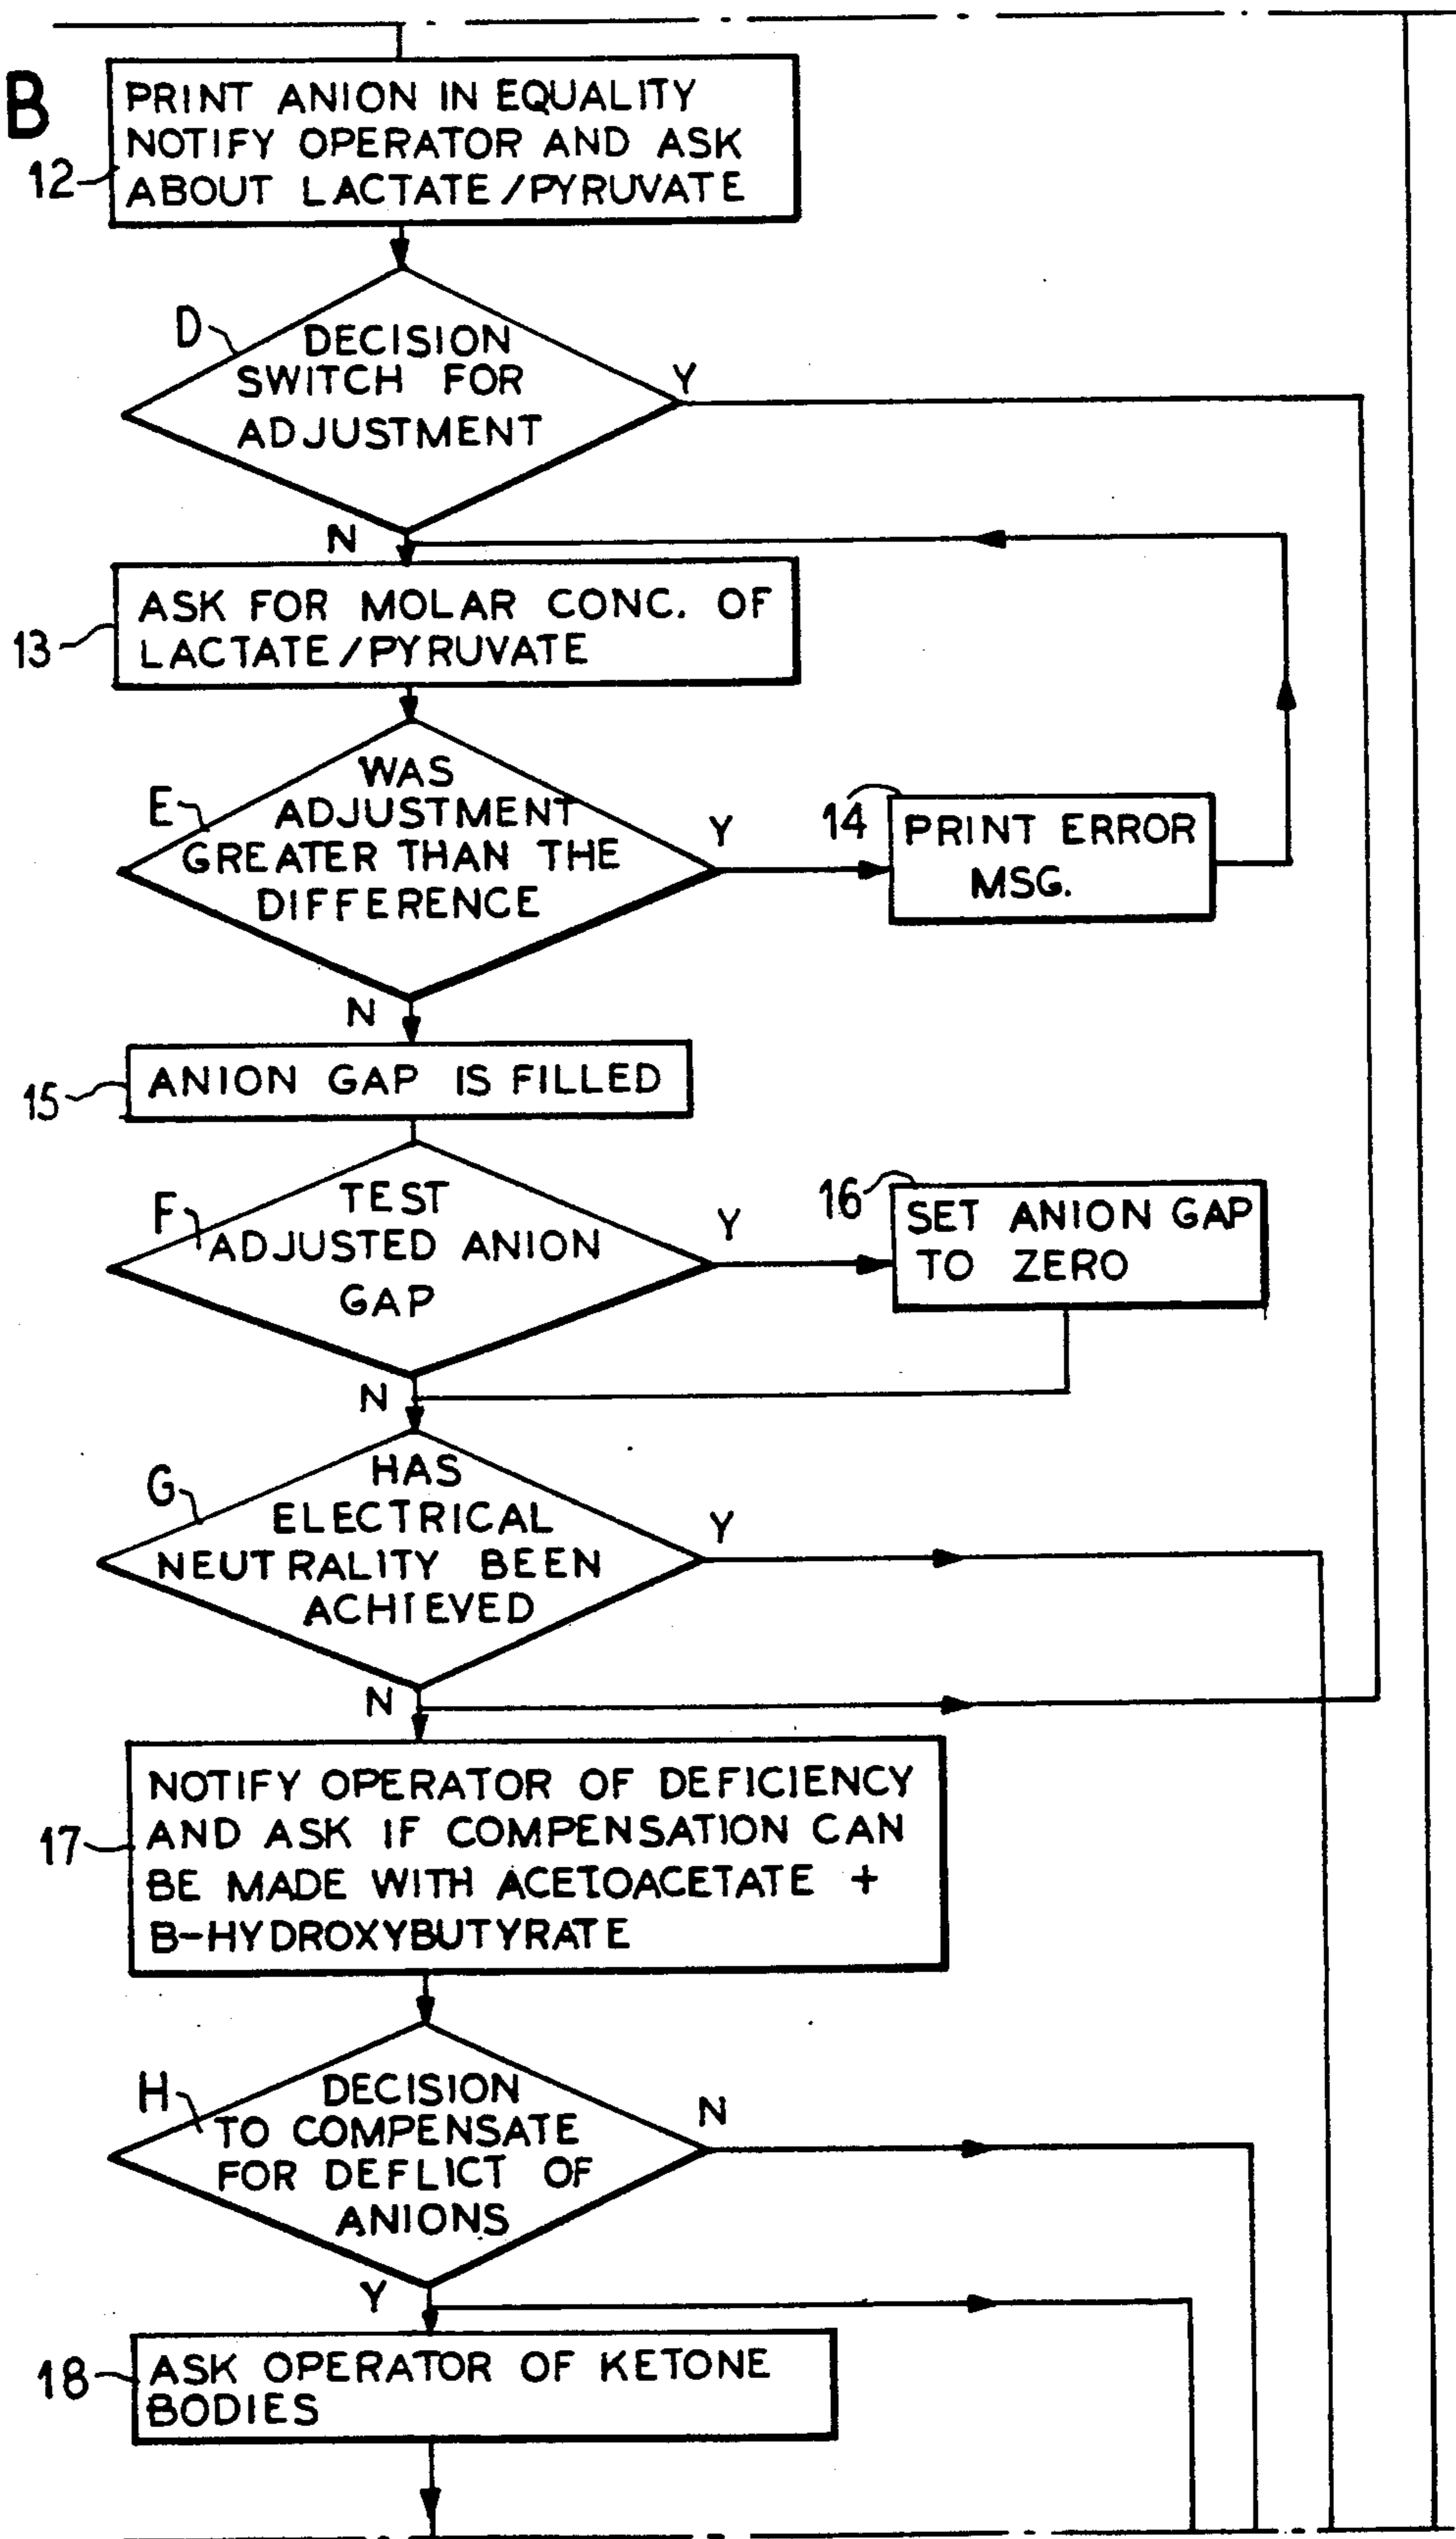 B
PRINT ANION IN EQUALITY
NOTIFY OPERATOR AND ASK
ABOUT LACTATE/PYRUVATE
12
D
DECISION
SWITCH FOR
ADJUSTMENT
Y
N
ASK FOR MOLAR CONC. OF
LACTATE/PYRUVATE
13
E
WAS
ADJUSTMENT
GREATER THAN THE
DIFFERENCE
Y
14
PRINT ERROR
MSG.
N
15
ANION GAP IS FILLED
F
TEST
ADJUSTED ANION
GAP
Y
16
SET ANION GAP
TO ZERO
N
G
HAS
ELECTRICAL
NEUTRALITY BEEN
ACHIEVED
Y
N
NOTIFY OPERATOR OF DEFICIENCY
AND ASK IF COMPENSATION CAN
BE MADE WITH ACETOACETATE +
B-HYDROXYBUTYRATE
17
H
DECISION
TO COMPENSATE
FOR DEFLICT OF
ANIONS
N
Y
18
ASK OPERATOR OF KETONE
BODIES